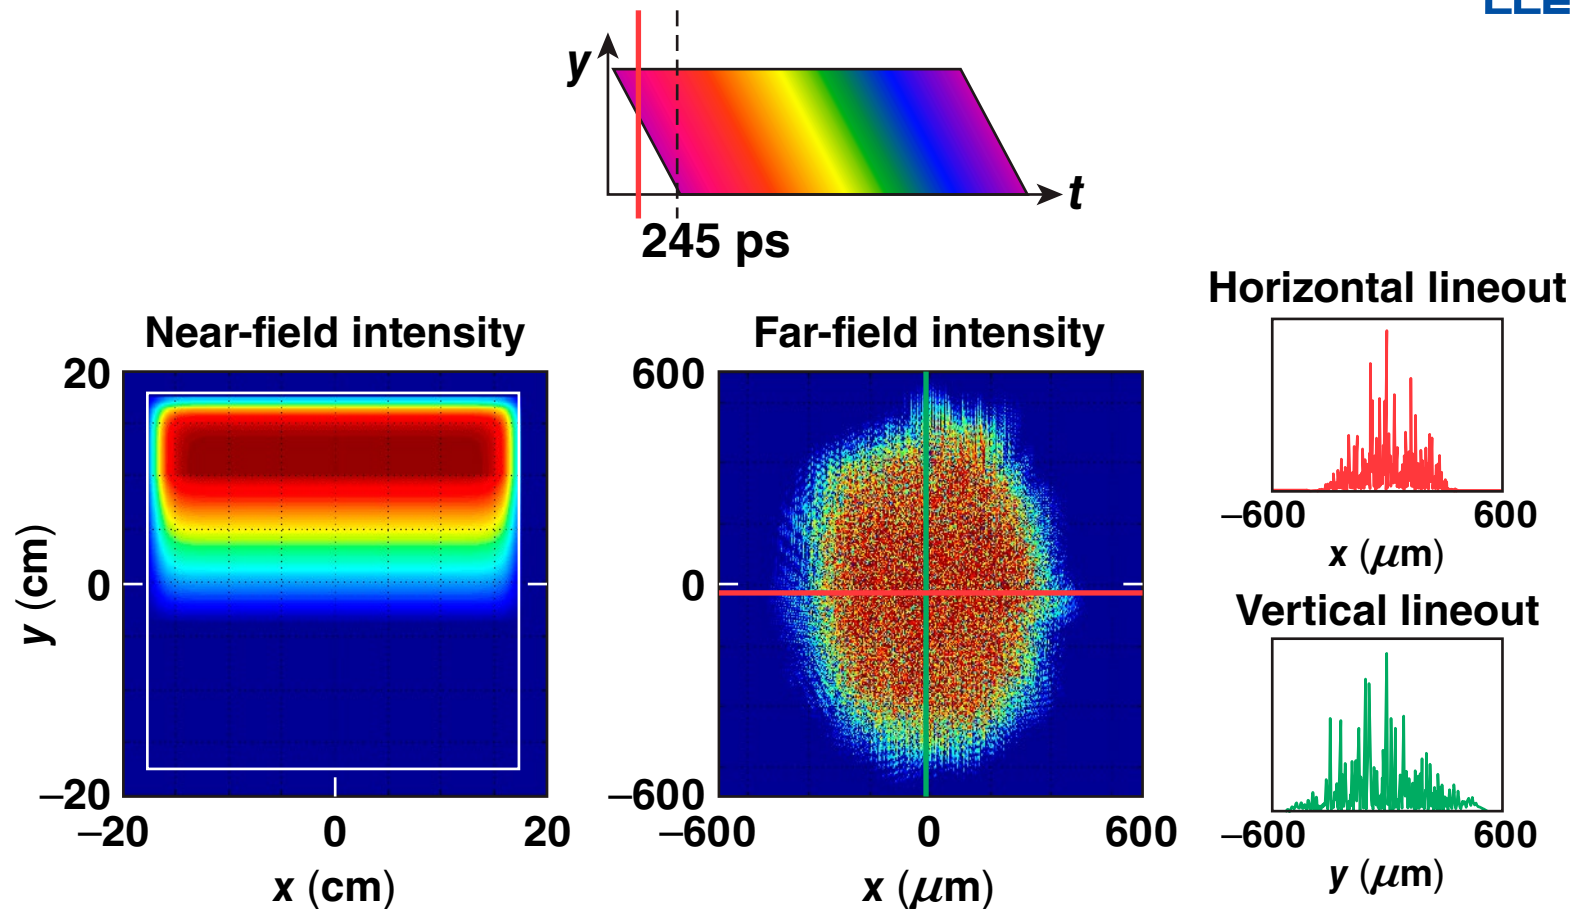 LLE
y
t
245 ps
Near-field intensity
20
0
–20
y (cm)
–20 0 20
x (cm)
Far-field intensity
600
0
–600
–600 0 600
x (μm)
Horizontal lineout
–600 600
x (μm)
Vertical lineout
–600 600
y (μm)